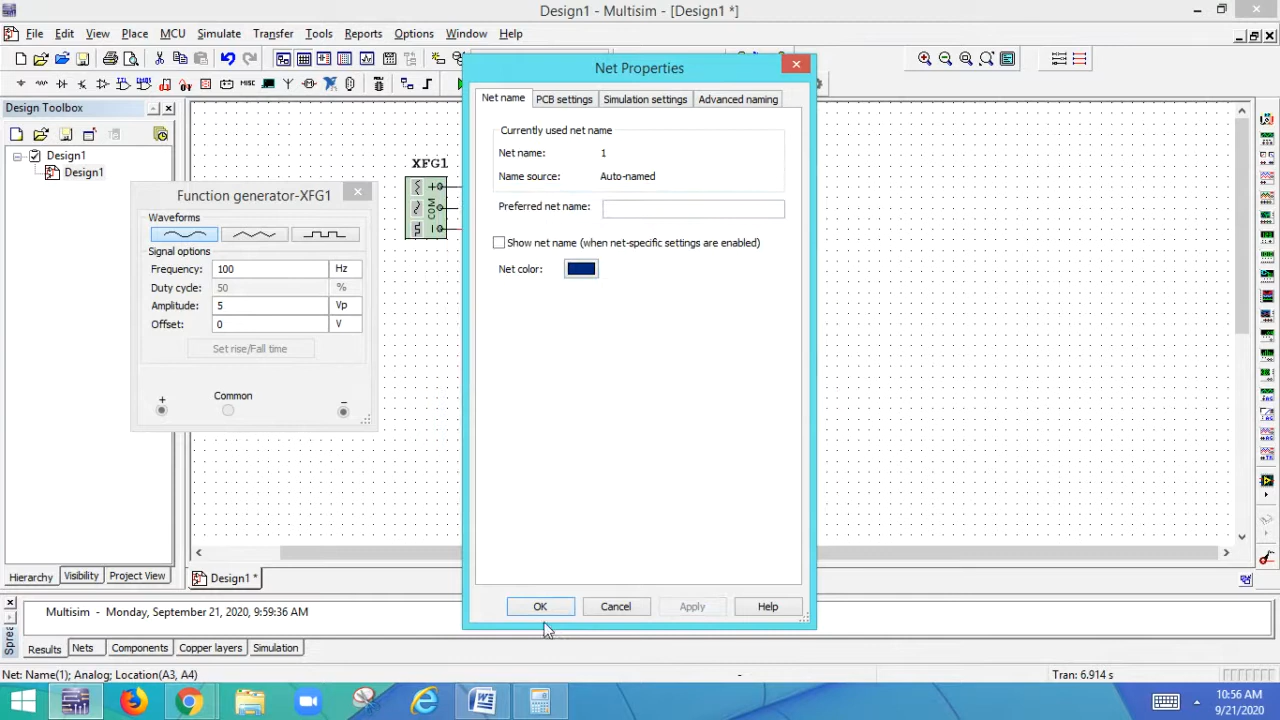 Design1 - Multisim - [Design1 *]
File Edit View Place MCU Simulate Transfer Tools Reports Options Window Help
Design Toolbox
Design1
Design1
XFG1
COM
Function generator-XFG1
Waveforms
Signal options
Frequency: 100 Hz
Duty cycle: 50 %
Amplitude: 5 Vp
Offset: 0 V
Set rise/Fall time
+ Common −
Net Properties
Net name PCB settings Simulation settings Advanced naming
Currently used net name
Net name: 1
Name source: Auto-named
Preferred net name:
Show net name (when net-specific settings are enabled)
Net color:
OK Cancel Apply Help
Hierarchy Visibility Project View
Design1 *
Multisim - Monday, September 21, 2020, 9:59:36 AM
Results Nets Components Copper layers Simulation
Net: Name(1); Analog; Location(A3, A4)
-
Tran: 6.914 s
10:56 AM
9/21/2020